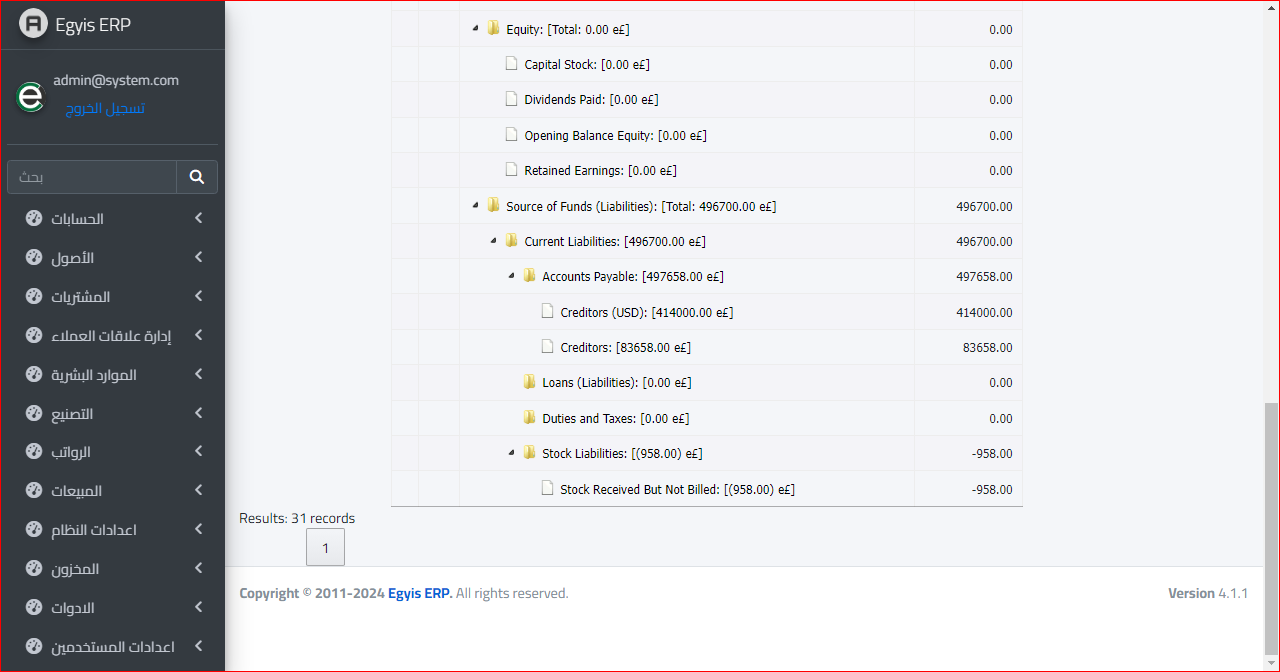 Egyis ERP
admin@system.com
تسجيل الخروج
بحث
الحسابات
الأصول
المشتريات
إدارة علاقات العملاء
الموارد البشرية
التصنيع
الرواتب
المبيعات
اعدادات النظام
المخزون
الادوات
اعدادات المستخدمين
Equity: [Total: 0.00 e£] 0.00
Capital Stock: [0.00 e£] 0.00
Dividends Paid: [0.00 e£] 0.00
Opening Balance Equity: [0.00 e£] 0.00
Retained Earnings: [0.00 e£] 0.00
Source of Funds (Liabilities): [Total: 496700.00 e£] 496700.00
Current Liabilities: [496700.00 e£] 496700.00
Accounts Payable: [497658.00 e£] 497658.00
Creditors (USD): [414000.00 e£] 414000.00
Creditors: [83658.00 e£] 83658.00
Loans (Liabilities): [0.00 e£] 0.00
Duties and Taxes: [0.00 e£] 0.00
Stock Liabilities: [(958.00) e£] -958.00
Stock Received But Not Billed: [(958.00) e£] -958.00
Results: 31 records
1
Copyright © 2011-2024 Egyis ERP. All rights reserved. Version 4.1.1